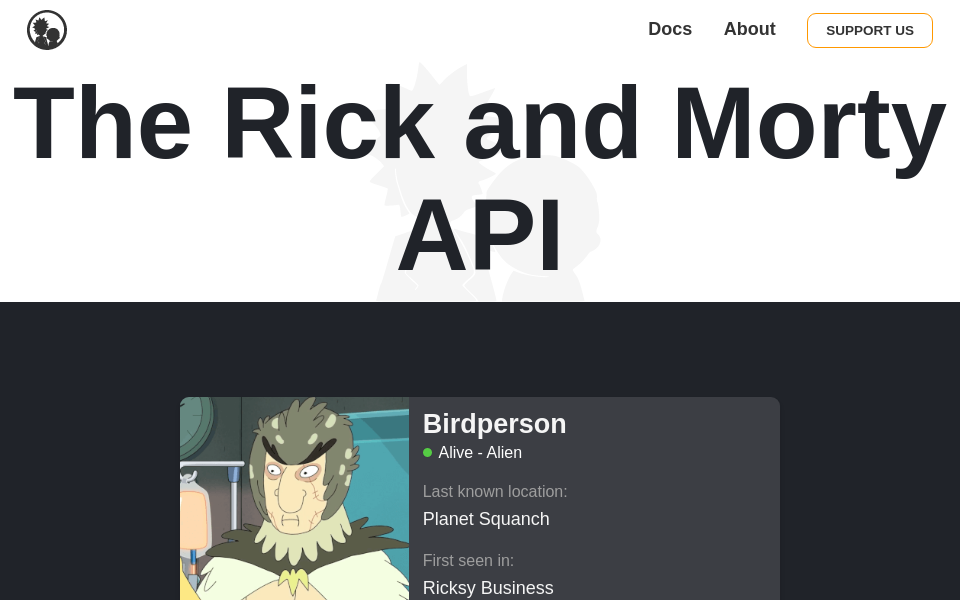 Docs About SUPPORT US
The Rick and Morty
API
Birdperson
Alive - Alien
Last known location:
Planet Squanch
First seen in:
Ricksy Business